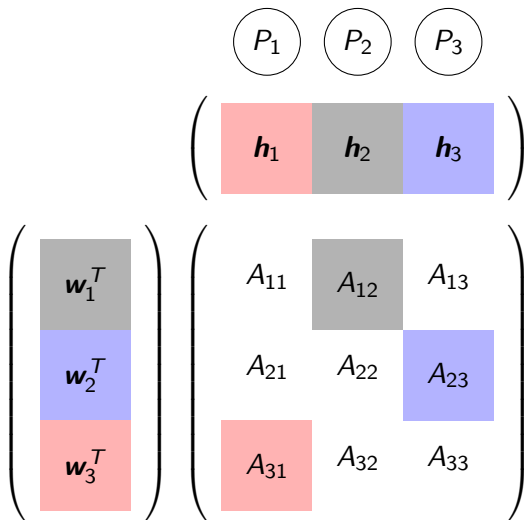 P₁ P₂ P₃
( h₁ h₂ h₃ )
w₁ᵀ A₁₁ A₁₂ A₁₃
w₂ᵀ A₂₁ A₂₂ A₂₃
w₃ᵀ A₃₁ A₃₂ A₃₃